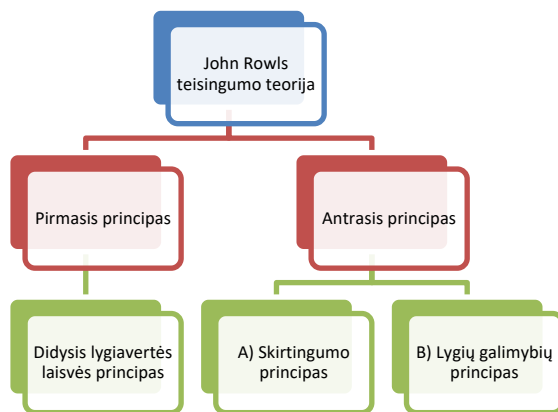 John Rowls
teisingumo teorija
Pirmasis principas
Antrasis principas
Didysis lygiavertės
laisvės principas
A) Skirtingumo
principas
B) Lygių galimybių
principas